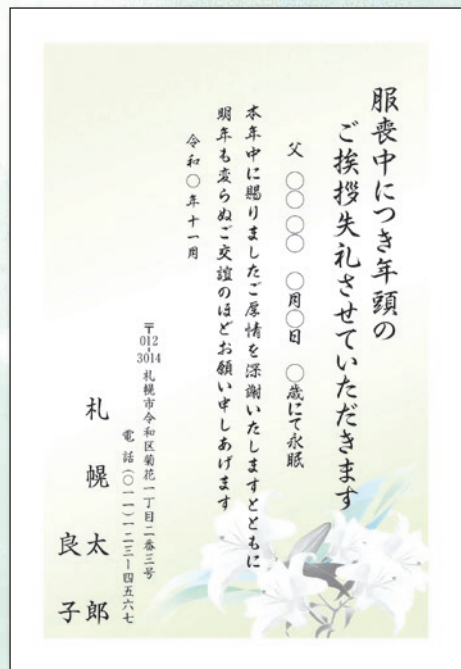 服喪中につき年頭の
ご挨拶失礼させていただきます
父 〇〇 〇〇 〇月〇日 〇歳にて永眠
本年中に賜りましたご厚情を深謝いたしますとともに
明年も変らぬご交誼のほどお願い申しあげます
令和〇年十一月
〒012-3014 札幌市令和区菊花一丁目二番三号
電話(〇一一)一二三ー四五六七
札幌太郎
良子